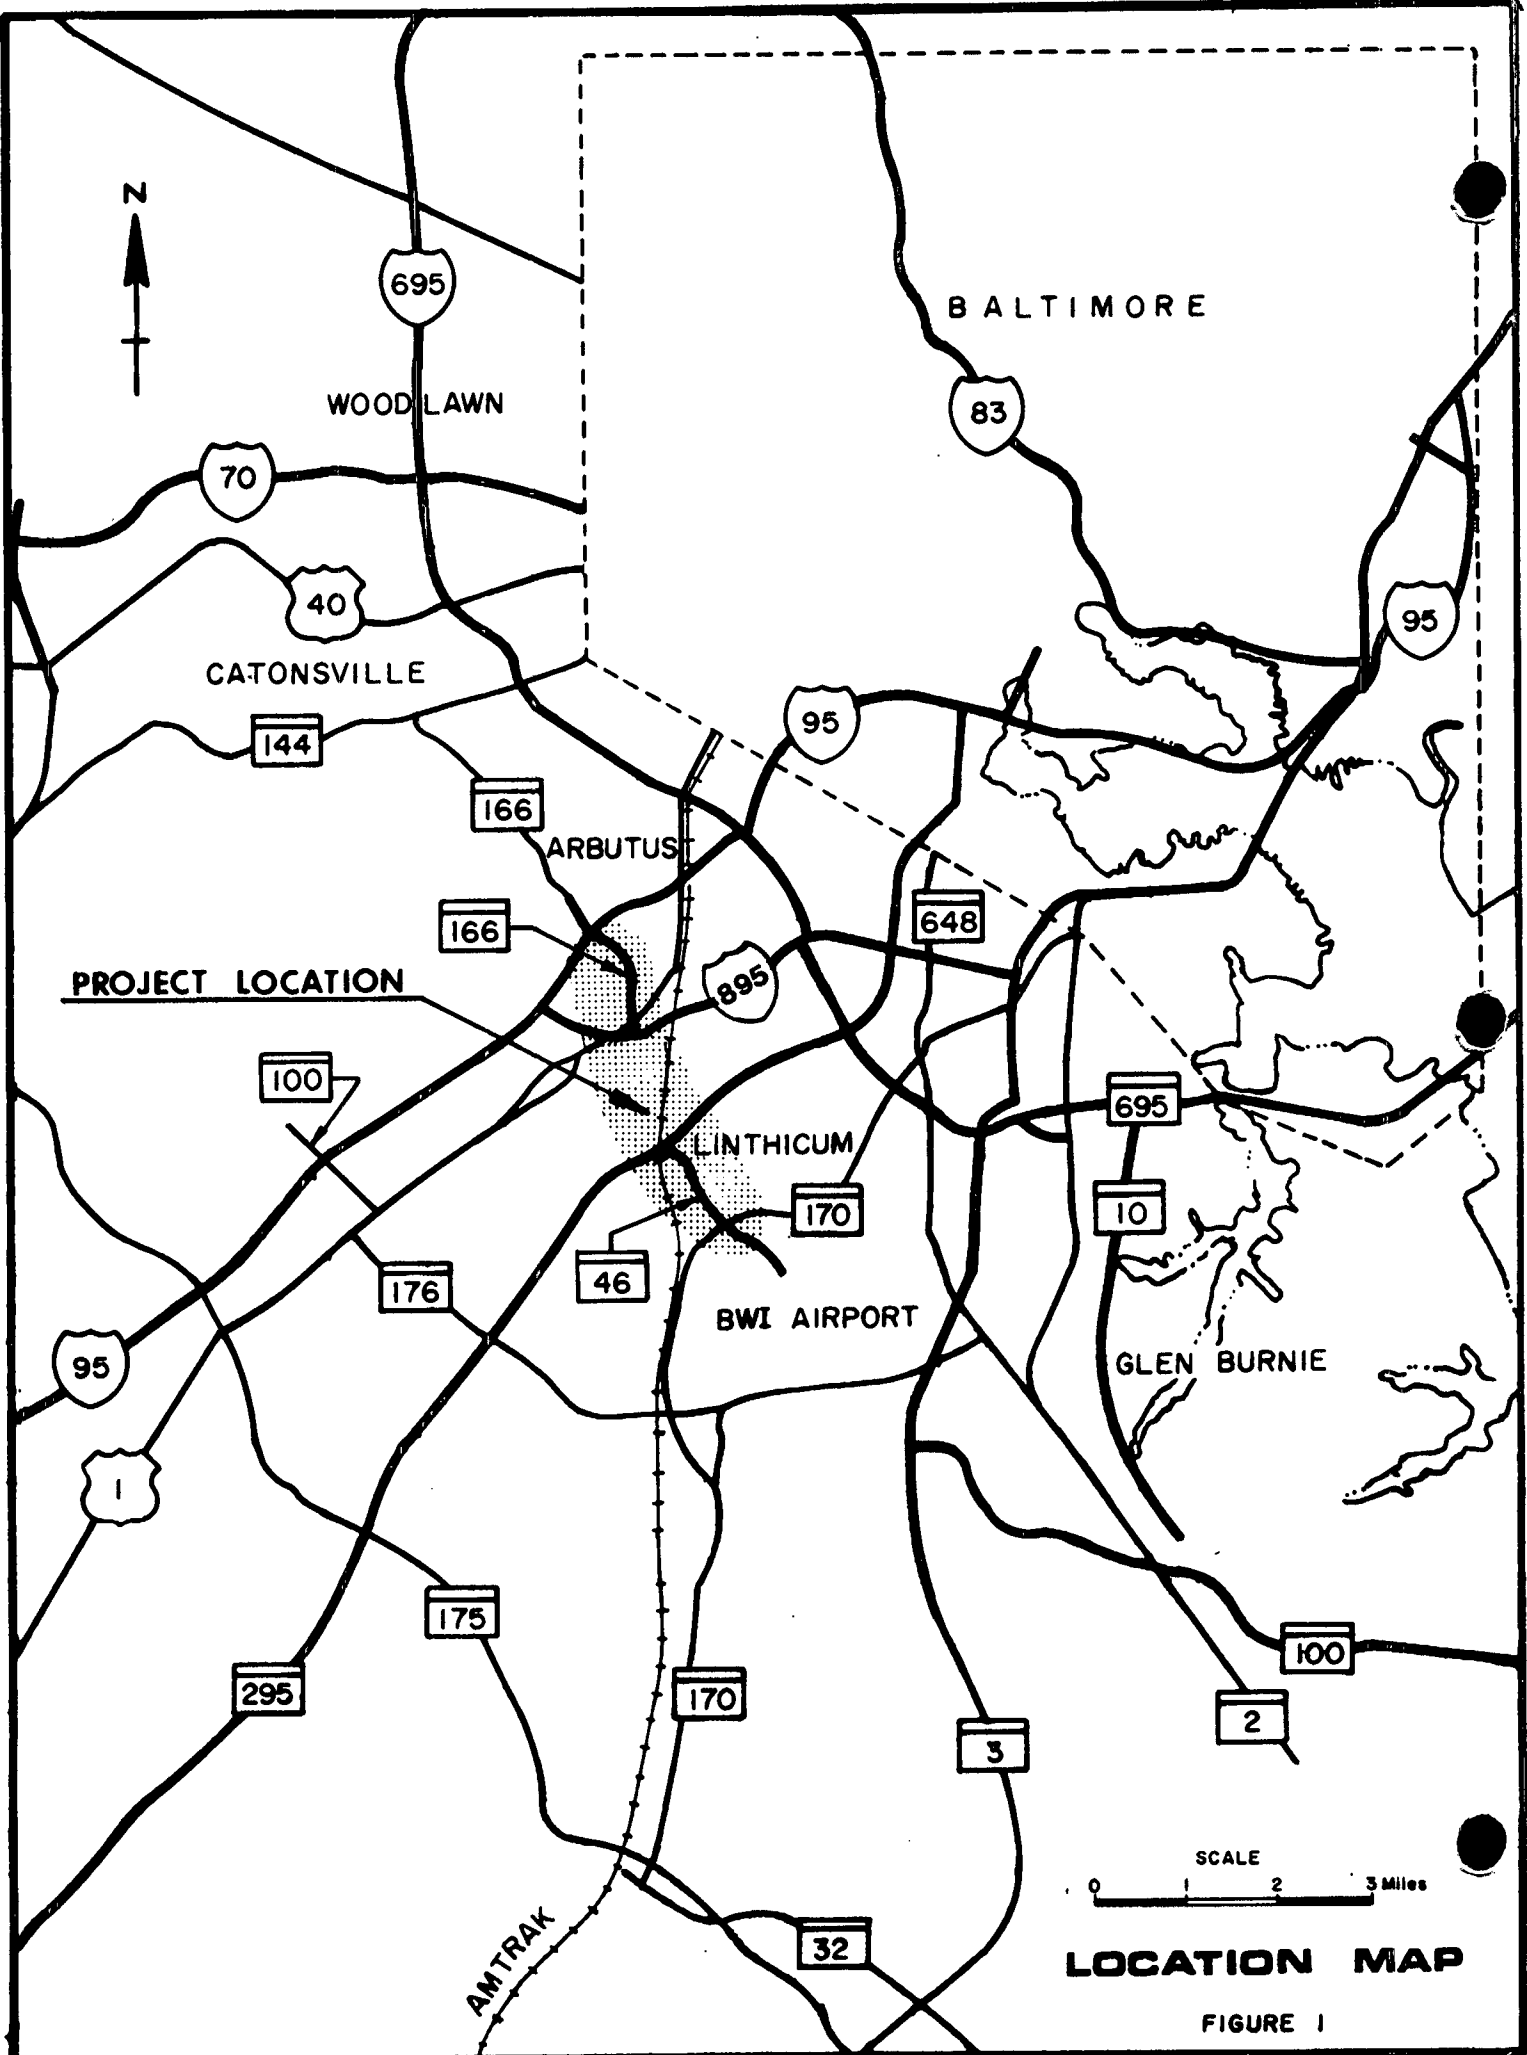 N
695
BALTIMORE
WOODLAWN
83
70
40
95
CATONSVILLE
144
95
166
ARBUTUS
166
648
PROJECT LOCATION
895
100
695
LINTHICUM
170
10
46
176
BWI AIRPORT
95
GLEN BURNIE
1
175
100
295
170
2
3
SCALE
0 1 2 3 Miles
32
AMTRAK
LOCATION MAP
FIGURE 1